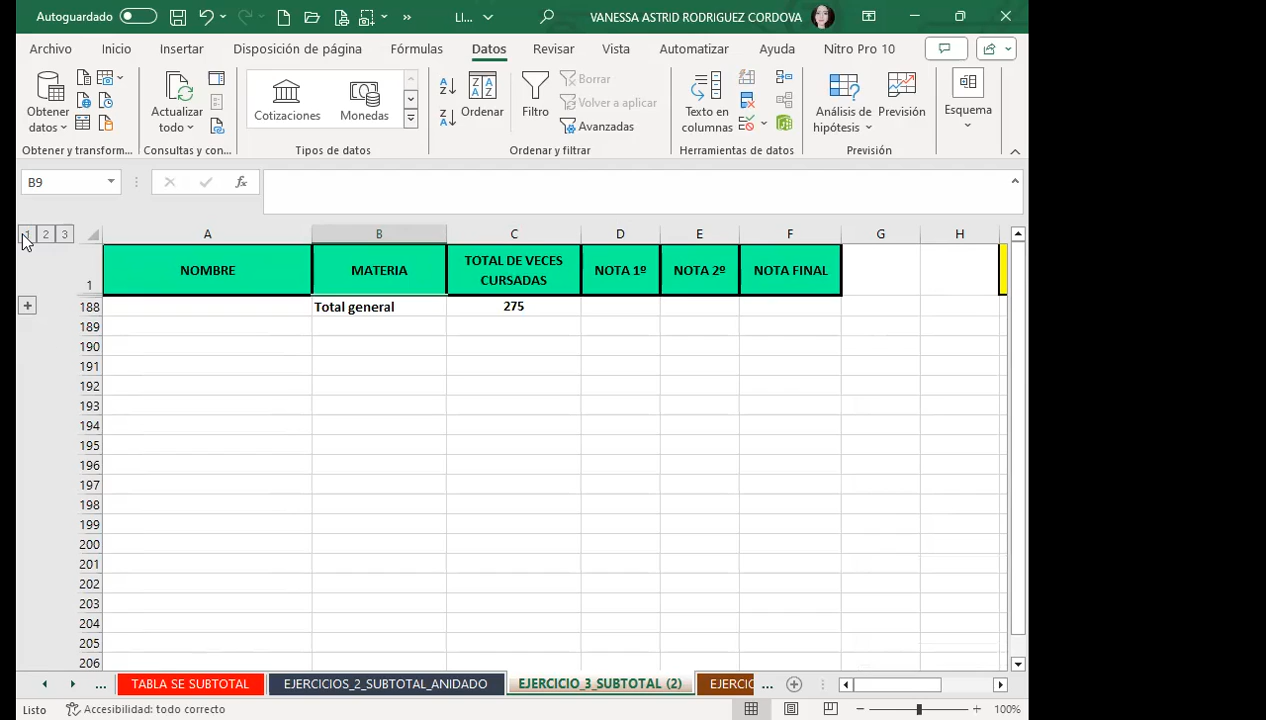 Autoguardado
LI...
VANESSA ASTRID RODRIGUEZ CORDOVA
Archivo Inicio Insertar Disposición de página Fórmulas Datos Revisar Vista Automatizar Ayuda Nitro Pro 10
Obtener datos
Actualizar todo
Cotizaciones
Monedas
Ordenar
Filtro
Borrar
Volver a aplicar
Avanzadas
Texto en columnas
Análisis de hipótesis
Previsión
Esquema
Obtener y transform... Consultas y con... Tipos de datos Ordenar y filtrar Herramientas de datos Previsión
B9
fx
1 2 3
A B C D E F G H
1 NOMBRE MATERIA TOTAL DE VECES CURSADAS NOTA 1º NOTA 2º NOTA FINAL
188 Total general 275
189
190
191
192
193
194
195
196
197
198
199
200
201
202
203
204
205
206
... TABLA SE SUBTOTAL EJERCICIOS_2_SUBTOTAL_ANIDADO EJERCICIO_3_SUBTOTAL (2) EJERCIC ...
Listo Accesibilidad: todo correcto 100%